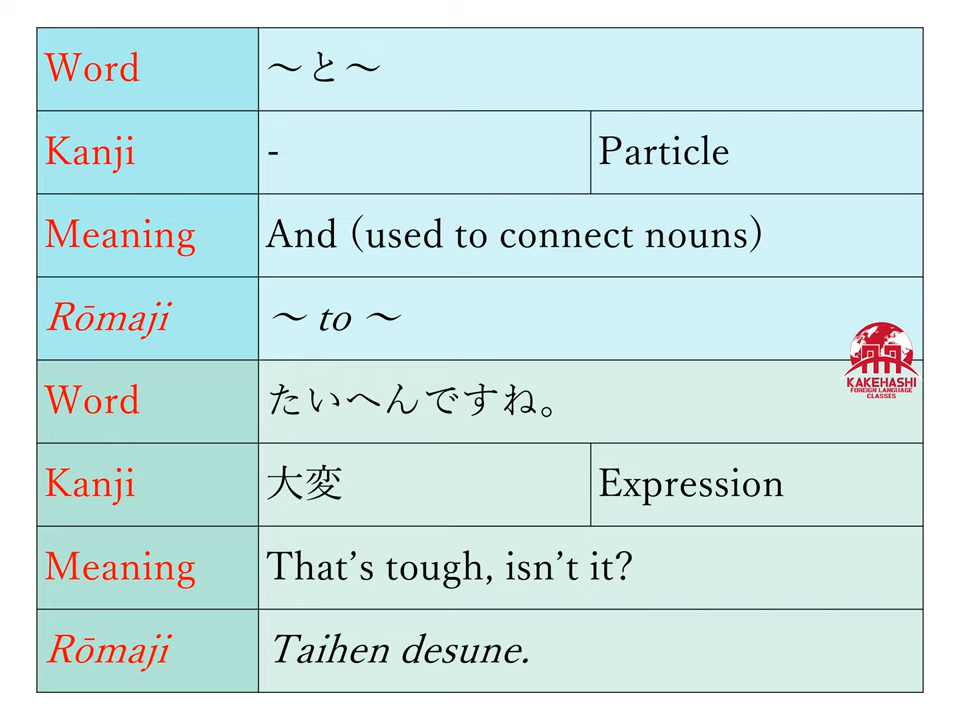 Word ～と～
Kanji - Particle
Meaning And (used to connect nouns)
Rōmaji ～ to ～
KAKEHASHI
FOREIGN LANGUAGE
CLASSES
Word たいへんですね。
Kanji 大変 Expression
Meaning That’s tough, isn’t it?
Rōmaji Taihen desune.